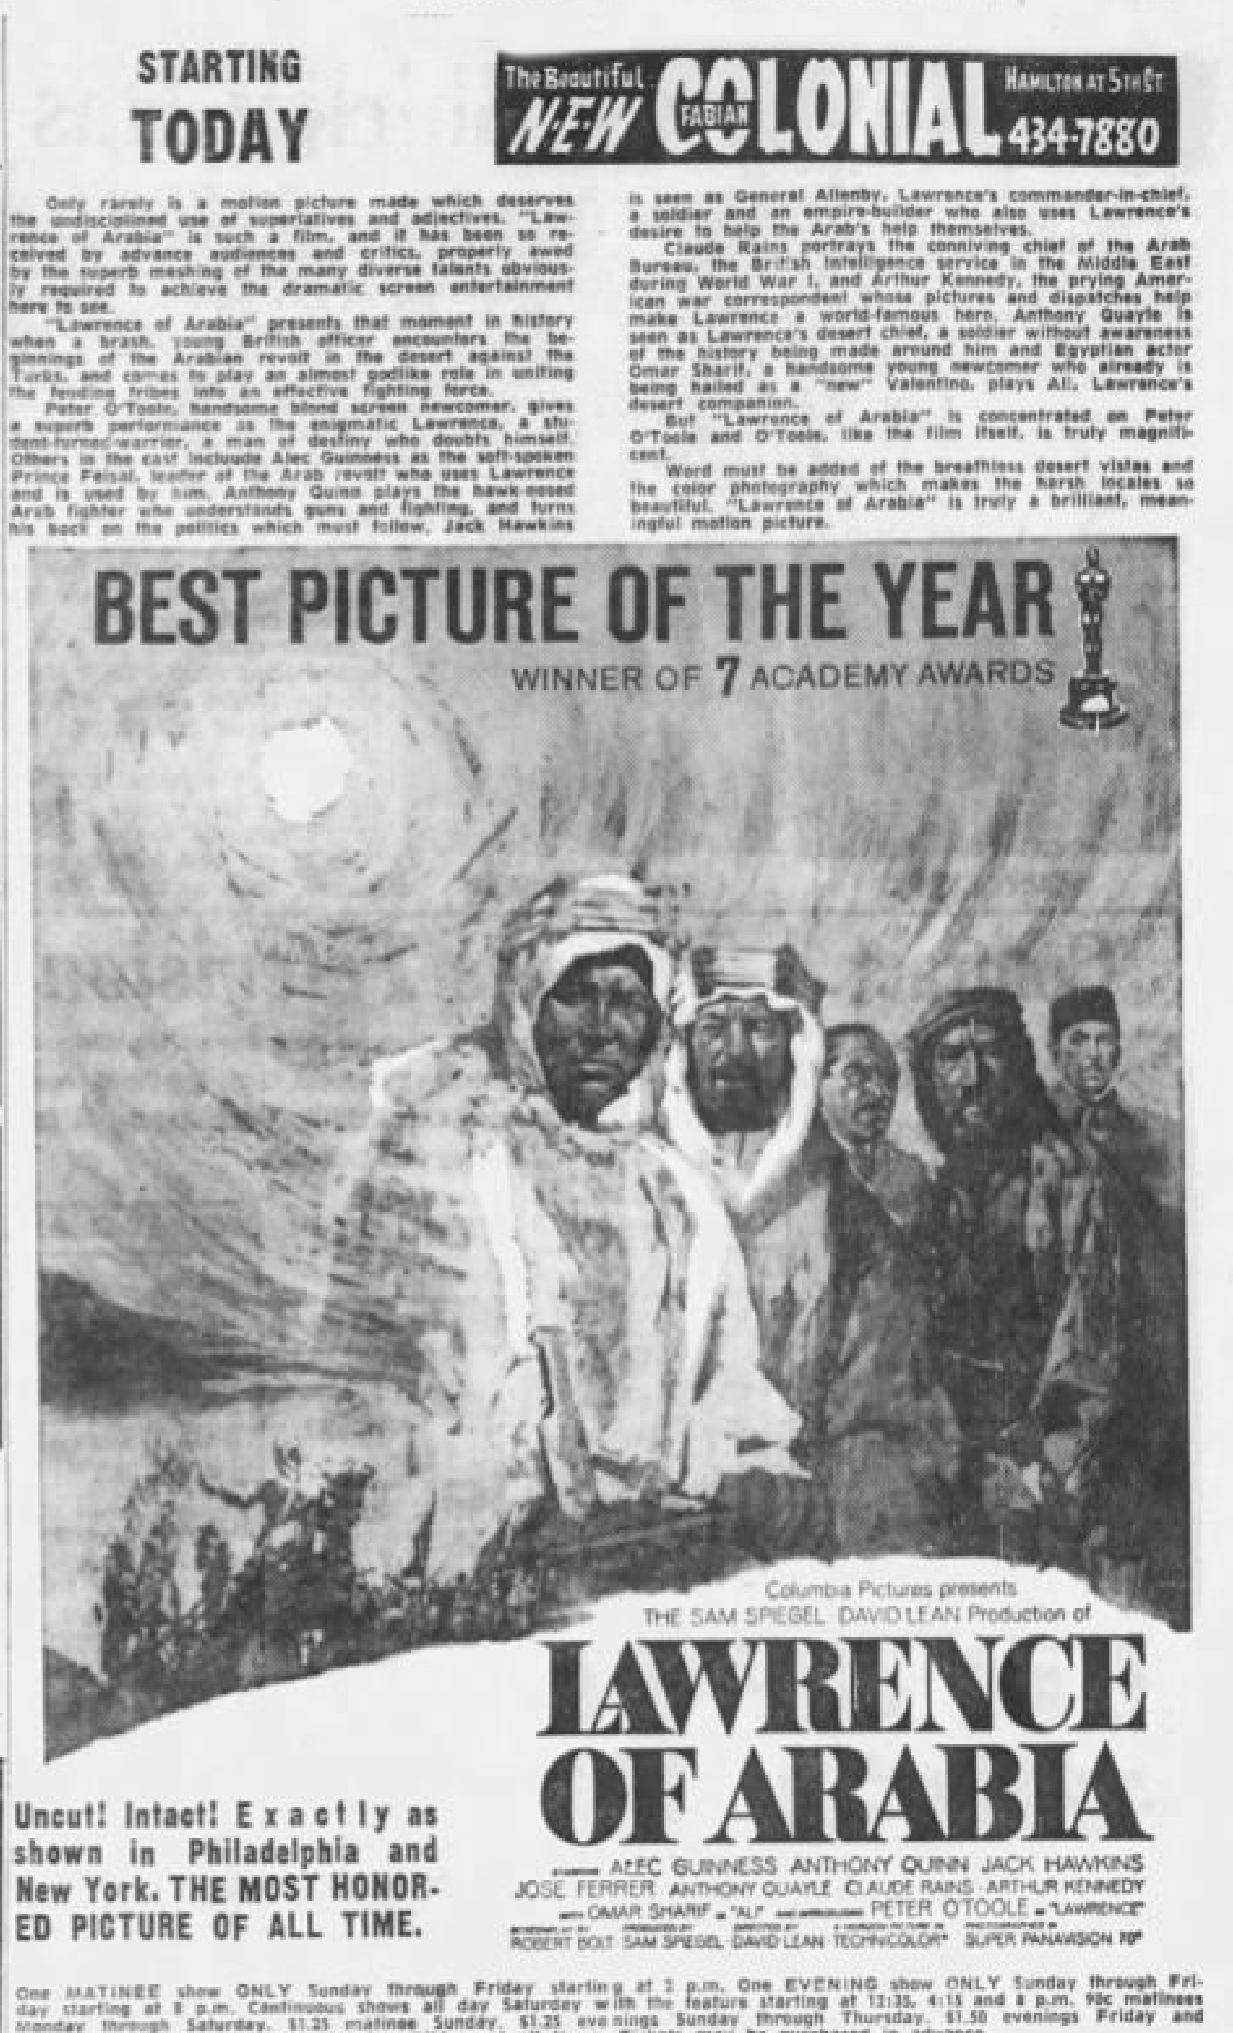 STARTING
TODAY
The Beautiful
N·E·W
FABIAN
COLONIAL
HAMILTON AT 5TH ST
434-7880
Only rarely is a motion picture made which deserves
the undisciplined use of superlatives and adjectives. "Law-
rence of Arabia" is such a film, and it has been so re-
ceived by advance audiences and critics, properly awed
by the superb meshing of the many diverse talents obvious-
ly required to achieve the dramatic screen entertainment
here to see.
"Lawrence of Arabia" presents that moment in history
when a brash, young British officer encounters the be-
ginnings of the Arabian revolt in the desert against the
Turks, and comes to play an almost godlike role in uniting
the feuding tribes into an effective fighting force.
Peter O'Toole, handsome blond screen newcomer, gives
a superb performance as the enigmatic Lawrence, a stu-
dent-turned-warrior, a man of destiny who doubts himself.
Others in the cast incluude Alec Guinness as the soft-spoken
Prince Feisal, leader of the Arab revolt who uses Lawrence
and is used by him. Anthony Quinn plays the hawk-nosed
Arab fighter who understands guns and fighting, and turns
his back on the politics which must follow. Jack Hawkins
is seen as General Allenby, Lawrence's commander-in-chief,
a soldier and an empire-builder who also uses Lawrence's
desire to help the Arab's help themselves.
Claude Rains portrays the conniving chief of the Arab
Bureau, the British Intelligence service in the Middle East
during World War I, and Arthur Kennedy, the prying Amer-
ican war correspondent whose pictures and dispatches help
make Lawrence a world-famous hero. Anthony Quayle is
seen as Lawrence's desert chief, a soldier without awareness
of the history being made around him and Egyptian actor
Omar Sharif, a handsome young newcomer who already is
being hailed as a "new" Valentino, plays Ali, Lawrence's
desert companion.
But "Lawrence of Arabia" is concentrated on Peter
O'Toole and O'Toole, like the film itself, is truly magnifi-
cent.
Word must be added of the breathless desert vistas and
the color photography which makes the harsh locales so
beautiful. "Lawrence of Arabia" is truly a brilliant, mean-
ingful motion picture.
BEST PICTURE OF THE YEAR
WINNER OF 7 ACADEMY AWARDS
Columbia Pictures presents
THE SAM SPIEGEL DAVID LEAN Production of
LAWRENCE
OF ARABIA
Uncut! Intact! Exactly as
shown in Philadelphia and
New York. THE MOST HONOR-
ED PICTURE OF ALL TIME.
ALEC GUINNESS ANTHONY QUINN JACK HAWKINS
JOSE FERRER ANTHONY QUAYLE CLAUDE RAINS · ARTHUR KENNEDY
OMAR SHARIF "ALI" PETER O'TOOLE "LAWRENCE"
ROBERT BOLT SAM SPIEGEL DAVID LEAN TECHNICOLOR® SUPER PANAVISION 70®
One MATINEE show ONLY Sunday through Friday starting at 2 p.m. One EVENING show ONLY Sunday through Fri-
day starting at 8 p.m. Continuous shows all day Saturday with the feature starting at 12:35, 4:15 and 8 p.m. 90c matinees
Monday through Saturday. $1.25 matinee Sunday. $1.25 evenings Sunday through Thursday. $1.50 evenings Friday and